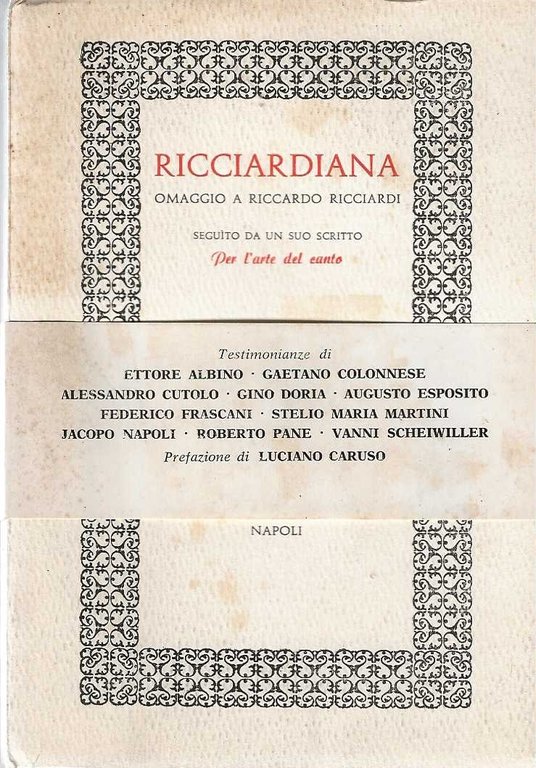 RICCIARDIANA
OMAGGIO A RICCARDO RICCIARDI
SEGUÌTO DA UN SUO SCRITTO
Per l'arte del canto
Testimonianze di
ETTORE ALBINO · GAETANO COLONNESE
ALESSANDRO CUTOLO · GINO DORIA · AUGUSTO ESPOSITO
FEDERICO FRASCANI · STELIO MARIA MARTINI
JACOPO NAPOLI · ROBERTO PANE · VANNI SCHEIWILLER
Prefazione di LUCIANO CARUSO
NAPOLI